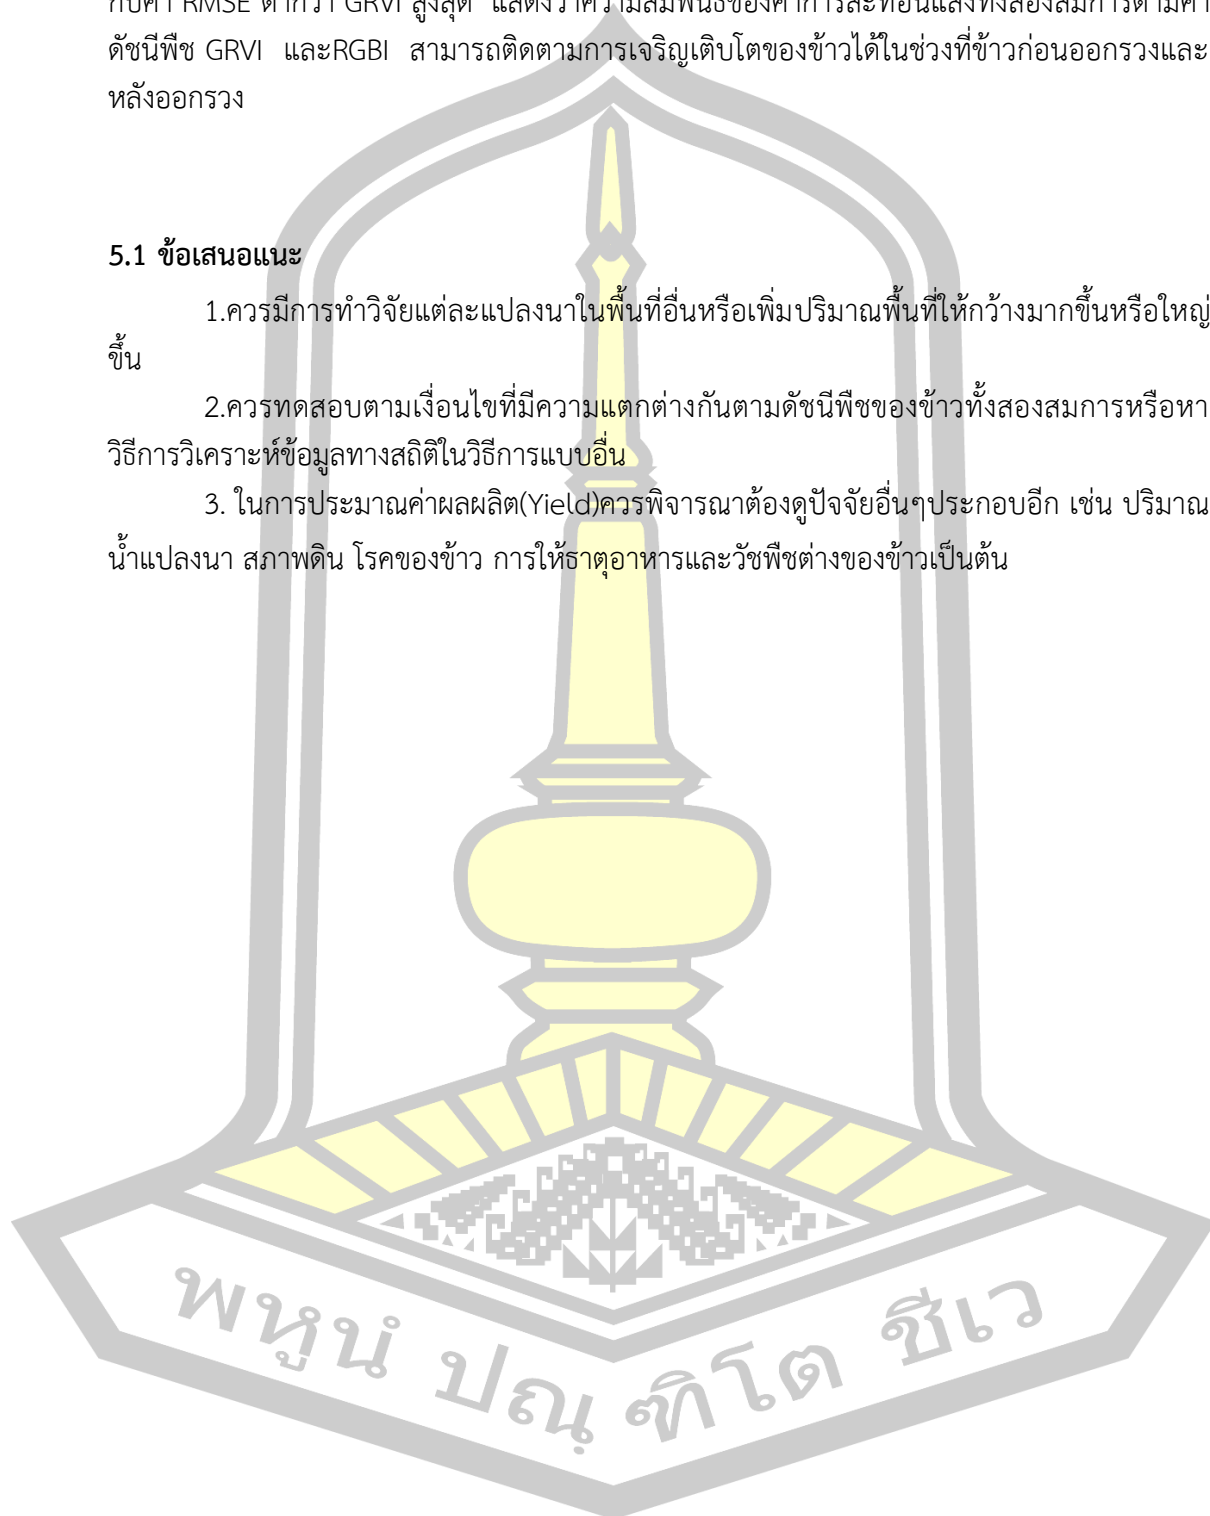 กับค่า RMSE ต่ำกว่า GRVI สูงสุด แสดงว่าความสัมพันธ์ของค่าการสะท้อนแสงทั้งสองสมการตามค่า
ดัชนีพืช GRVI และRGBI สามารถติดตามการเจริญเติบโตของข้าวได้ในช่วงที่ข้าวก่อนออกรวงและ
หลังออกรวง
5.1 ข้อเสนอแนะ
1.ควรมีการทำวิจัยแต่ละแปลงนาในพื้นที่อื่นหรือเพิ่มปริมาณพื้นที่ให้กว้างมากขึ้นหรือใหญ่
ขึ้น
2.ควรทดสอบตามเงื่อนไขที่มีความแตกต่างกันตามดัชนีพืชของข้าวทั้งสองสมการหรือหา
วิธีการวิเคราะห์ข้อมูลทางสถิติในวิธีการแบบอื่น
3. ในการประมาณค่าผลผลิต(Yield)ควรพิจารณาต้องดูปัจจัยอื่นๆประกอบอีก เช่น ปริมาณ
น้ำแปลงนา สภาพดิน โรคของข้าว การให้ธาตุอาหารและวัชพืชต่างของข้าวเป็นต้น
พหูนํ ปณฺฑิโต ชีเว